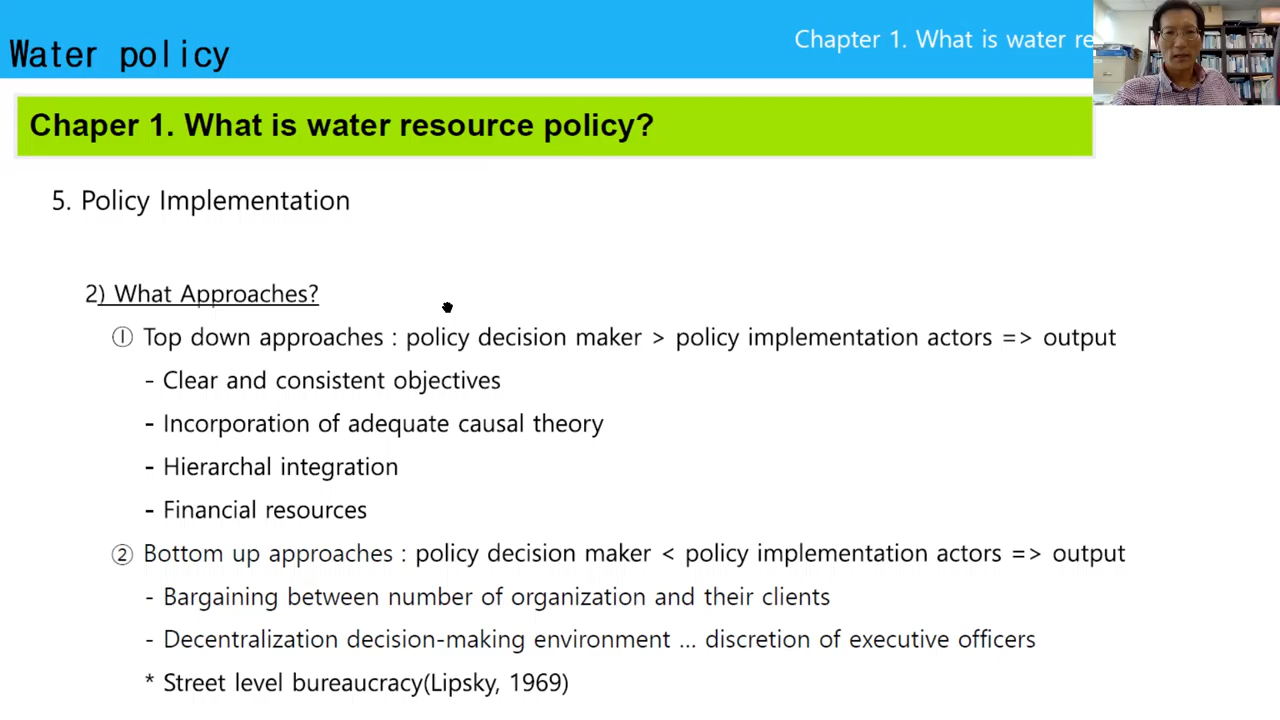 Water policy
Chapter 1. What is water re
Chaper 1. What is water resource policy?
5. Policy Implementation
2) What Approaches?
① Top down approaches : policy decision maker > policy implementation actors => output
- Clear and consistent objectives
- Incorporation of adequate causal theory
- Hierarchal integration
- Financial resources
② Bottom up approaches : policy decision maker < policy implementation actors => output
- Bargaining between number of organization and their clients
- Decentralization decision-making environment ... discretion of executive officers
* Street level bureaucracy(Lipsky, 1969)